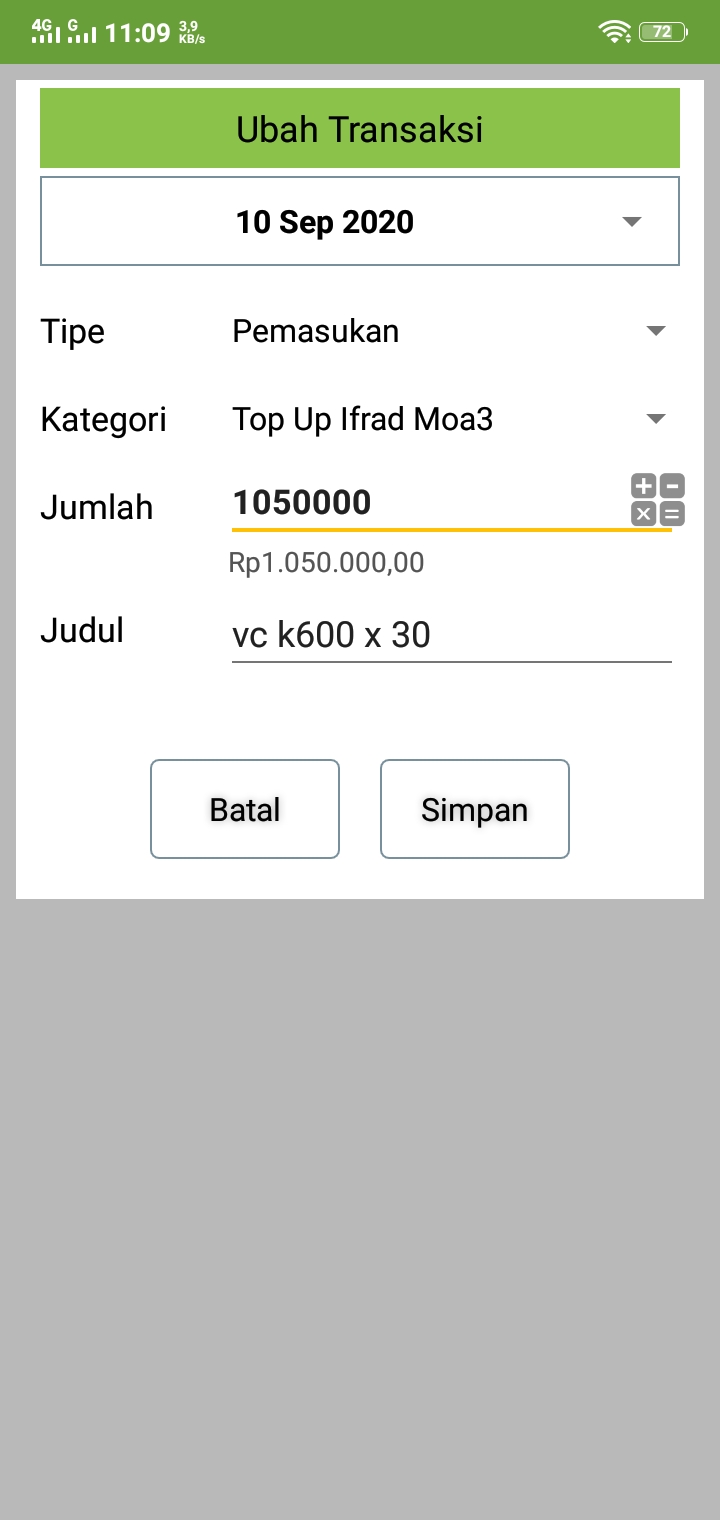 4G G 11:09 3,9 KB/s 72
Ubah Transaksi
10 Sep 2020
Tipe Pemasukan
Kategori Top Up Ifrad Moa3
Jumlah 1050000
Rp1.050.000,00
Judul vc k600 x 30
Batal Simpan